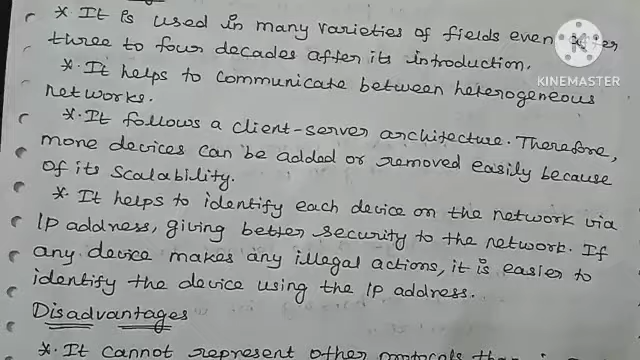 *. It is used in many varieties of fields even after
three to four decades after its introduction.
*. It helps to communicate between heterogeneous
networks.
*. It follows a client-server architecture. Therefore,
more devices can be added or removed easily because
of its scalability.
*. It helps to identify each device on the network via
IP address, giving better security to the network. If
any device makes any illegal actions, it is easier to
identify the device using the IP address.
Disadvantages
*. It cannot represent other protocols than
KINEMASTER